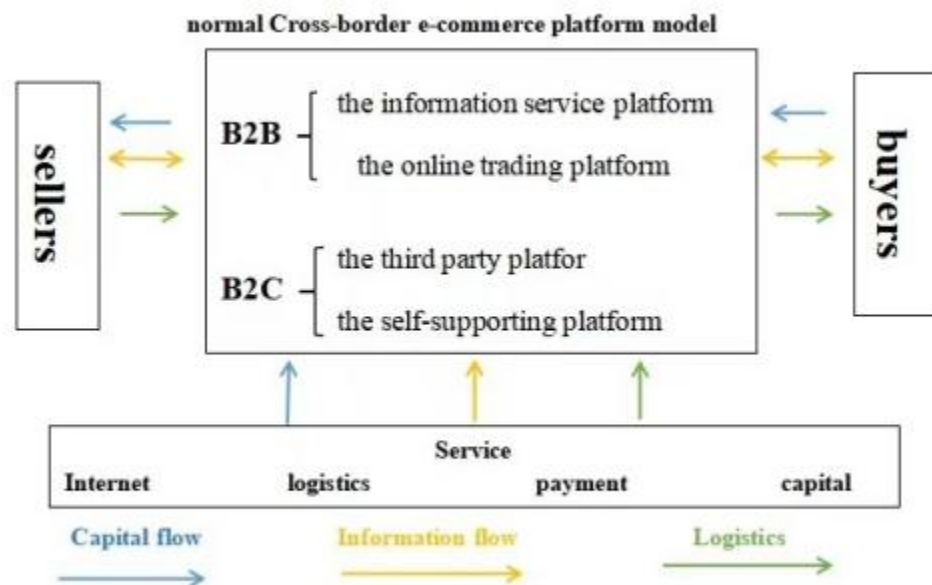 normal Cross-border e-commerce platform model
sellers
B2B
the information service platform
the online trading platform
B2C
the third party platfor
the self-supporting platform
buyers
Service
Internet logistics payment capital
Capital flow Information flow Logistics